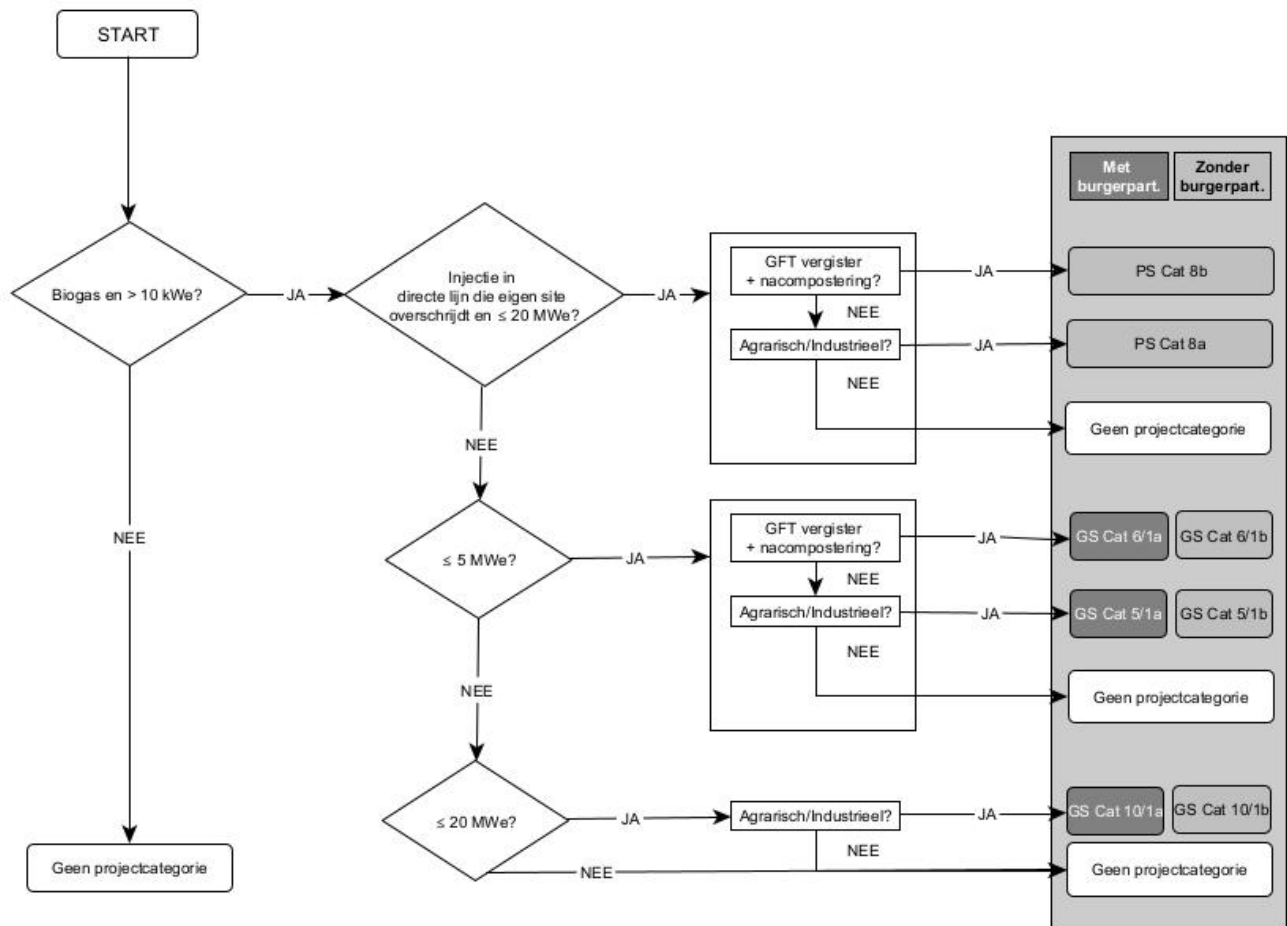 START
Met
burgerpart.
Zonder
burgerpart.
Biogas en > 10 kWe?
JA
Injectie in
directe lijn die eigen site
overschrijdt en ≤ 20 MWe?
JA
GFT vergister
+ nacompostering?
JA
PS Cat 8b
NEE
Agrarisch/Industrieel?
JA
PS Cat 8a
NEE
Geen projectcategorie
NEE
NEE
≤ 5 MWe?
JA
GFT vergister
+ nacompostering?
JA
GS Cat 6/1a
GS Cat 6/1b
NEE
Agrarisch/Industrieel?
JA
GS Cat 5/1a
GS Cat 5/1b
NEE
Geen projectcategorie
NEE
≤ 20 MWe?
JA
Agrarisch/Industrieel?
JA
GS Cat 10/1a
GS Cat 10/1b
NEE
NEE
Geen projectcategorie
Geen projectcategorie